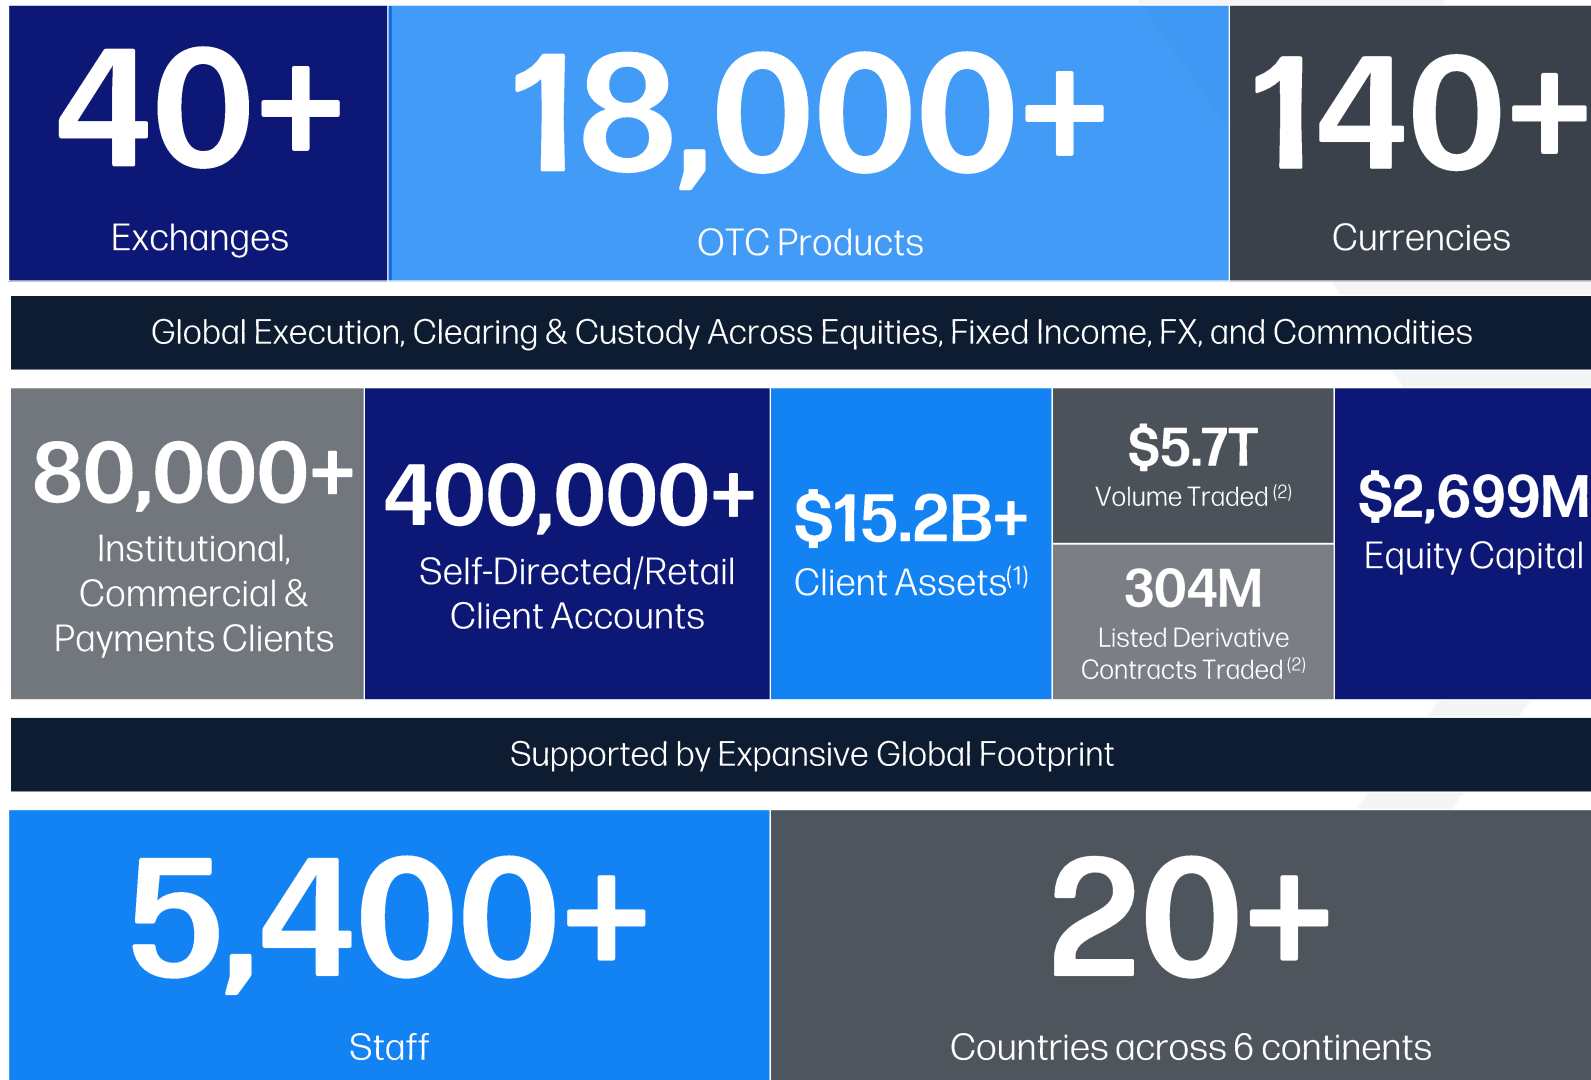 40+
Exchanges
18,000+
OTC Products
140+
Currencies
Global Execution, Clearing & Custody Across Equities, Fixed Income, FX, and Commodities
80,000+
Institutional,
Commercial &
Payments Clients
400,000+
Self-Directed/Retail
Client Accounts
$15.2B+
Client Assets(1)
$5.7T
Volume Traded (2)
304M
Listed Derivative
Contracts Traded (2)
$2,699M
Equity Capital
Supported by Expansive Global Footprint
5,400+
Staff
20+
Countries across 6 continents